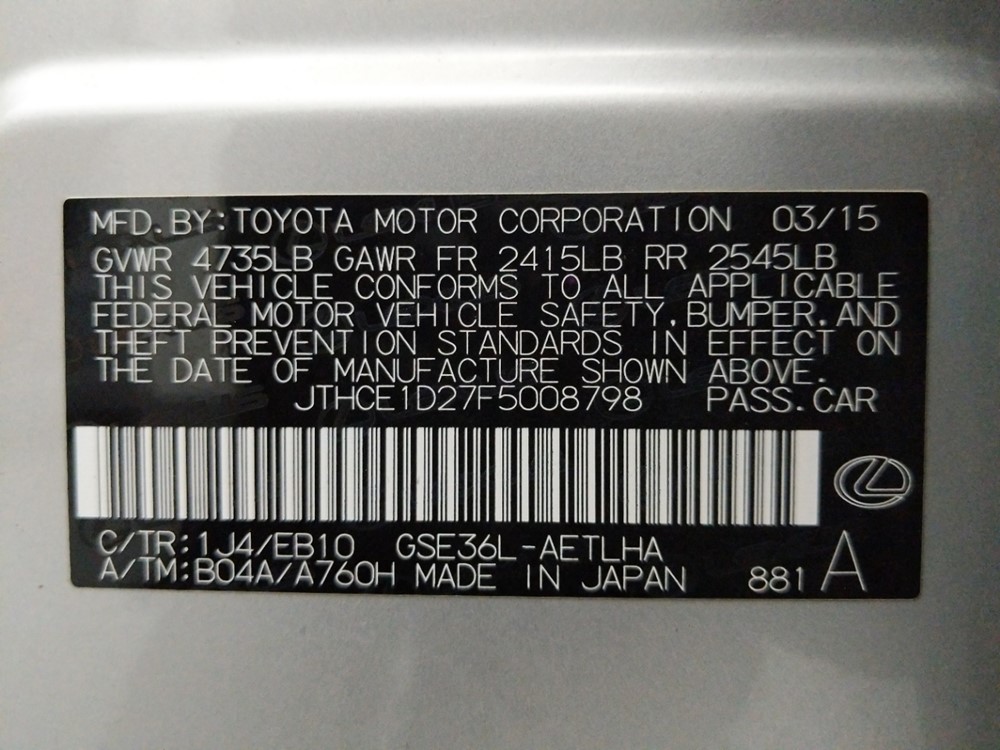 MFD. BY: TOYOTA MOTOR CORPORATION 03/15
GVWR 4735LB GAWR FR 2415LB RR 2545LB
THIS VEHICLE CONFORMS TO ALL APPLICABLE
FEDERAL MOTOR VEHICLE SAFETY, BUMPER, AND
THEFT PREVENTION STANDARDS IN EFFECT ON
THE DATE OF MANUFACTURE SHOWN ABOVE.
JTHCE1D27F5008798 PASS. CAR
C/TR: 1J4/EB10 GSE36L-AETLHA
A/TM: B04A/A760H MADE IN JAPAN 881 A